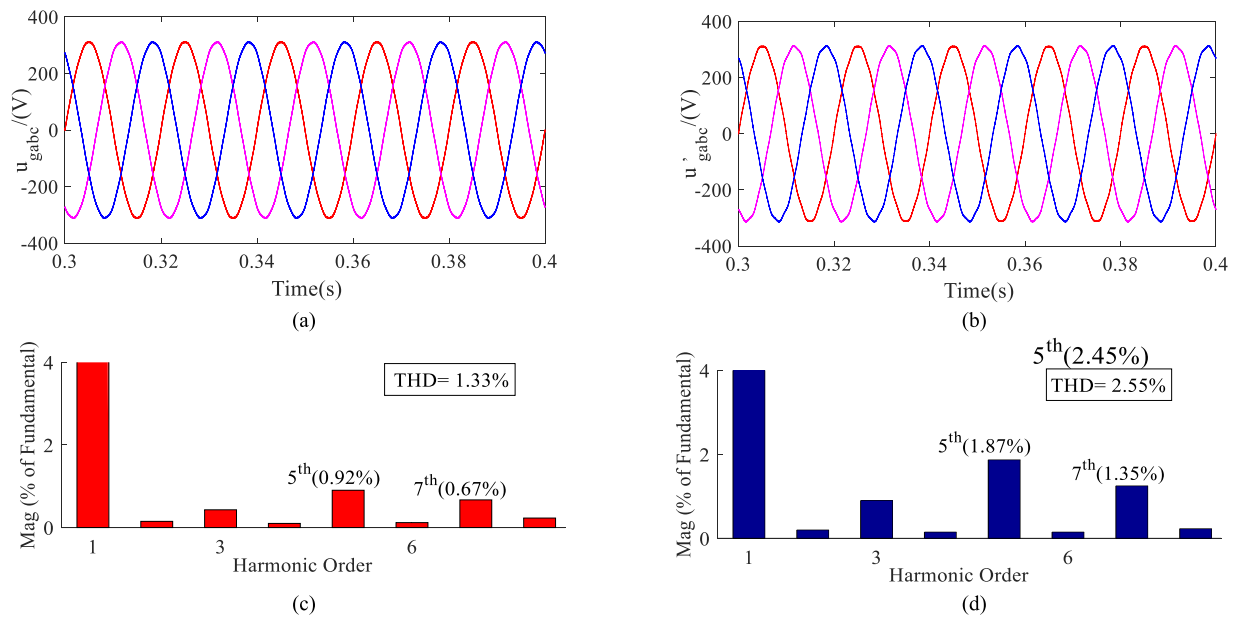 400
200
0
-200
-400
u gabc/(V)
0.3 0.32 0.34 0.36 0.38 0.4
Time(s)
(a)
400
200
0
-200
-400
u' gabc/(V)
0.3 0.32 0.34 0.36 0.38 0.4
Time(s)
(b)
4
2
0
Mag (% of Fundamental)
THD= 1.33%
5th(0.92%)
7th(0.67%)
1 3 6
Harmonic Order
(c)
5th(2.45%)
THD= 2.55%
4
2
0
Mag (% of Fundamental)
5th(1.87%)
7th(1.35%)
1 3 6
Harmonic Order
(d)